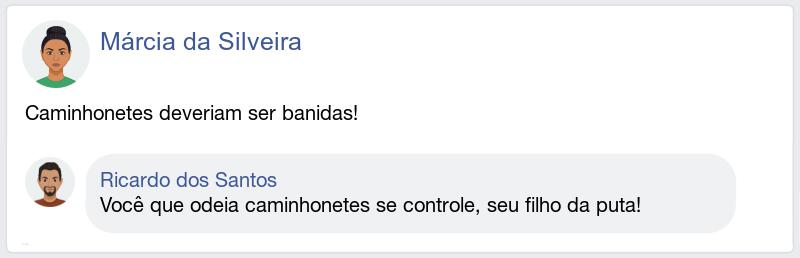 Márcia da Silveira
Caminhonetes deveriam ser banidas!
Ricardo dos Santos
Você que odeia caminhonetes se controle, seu filho da puta!